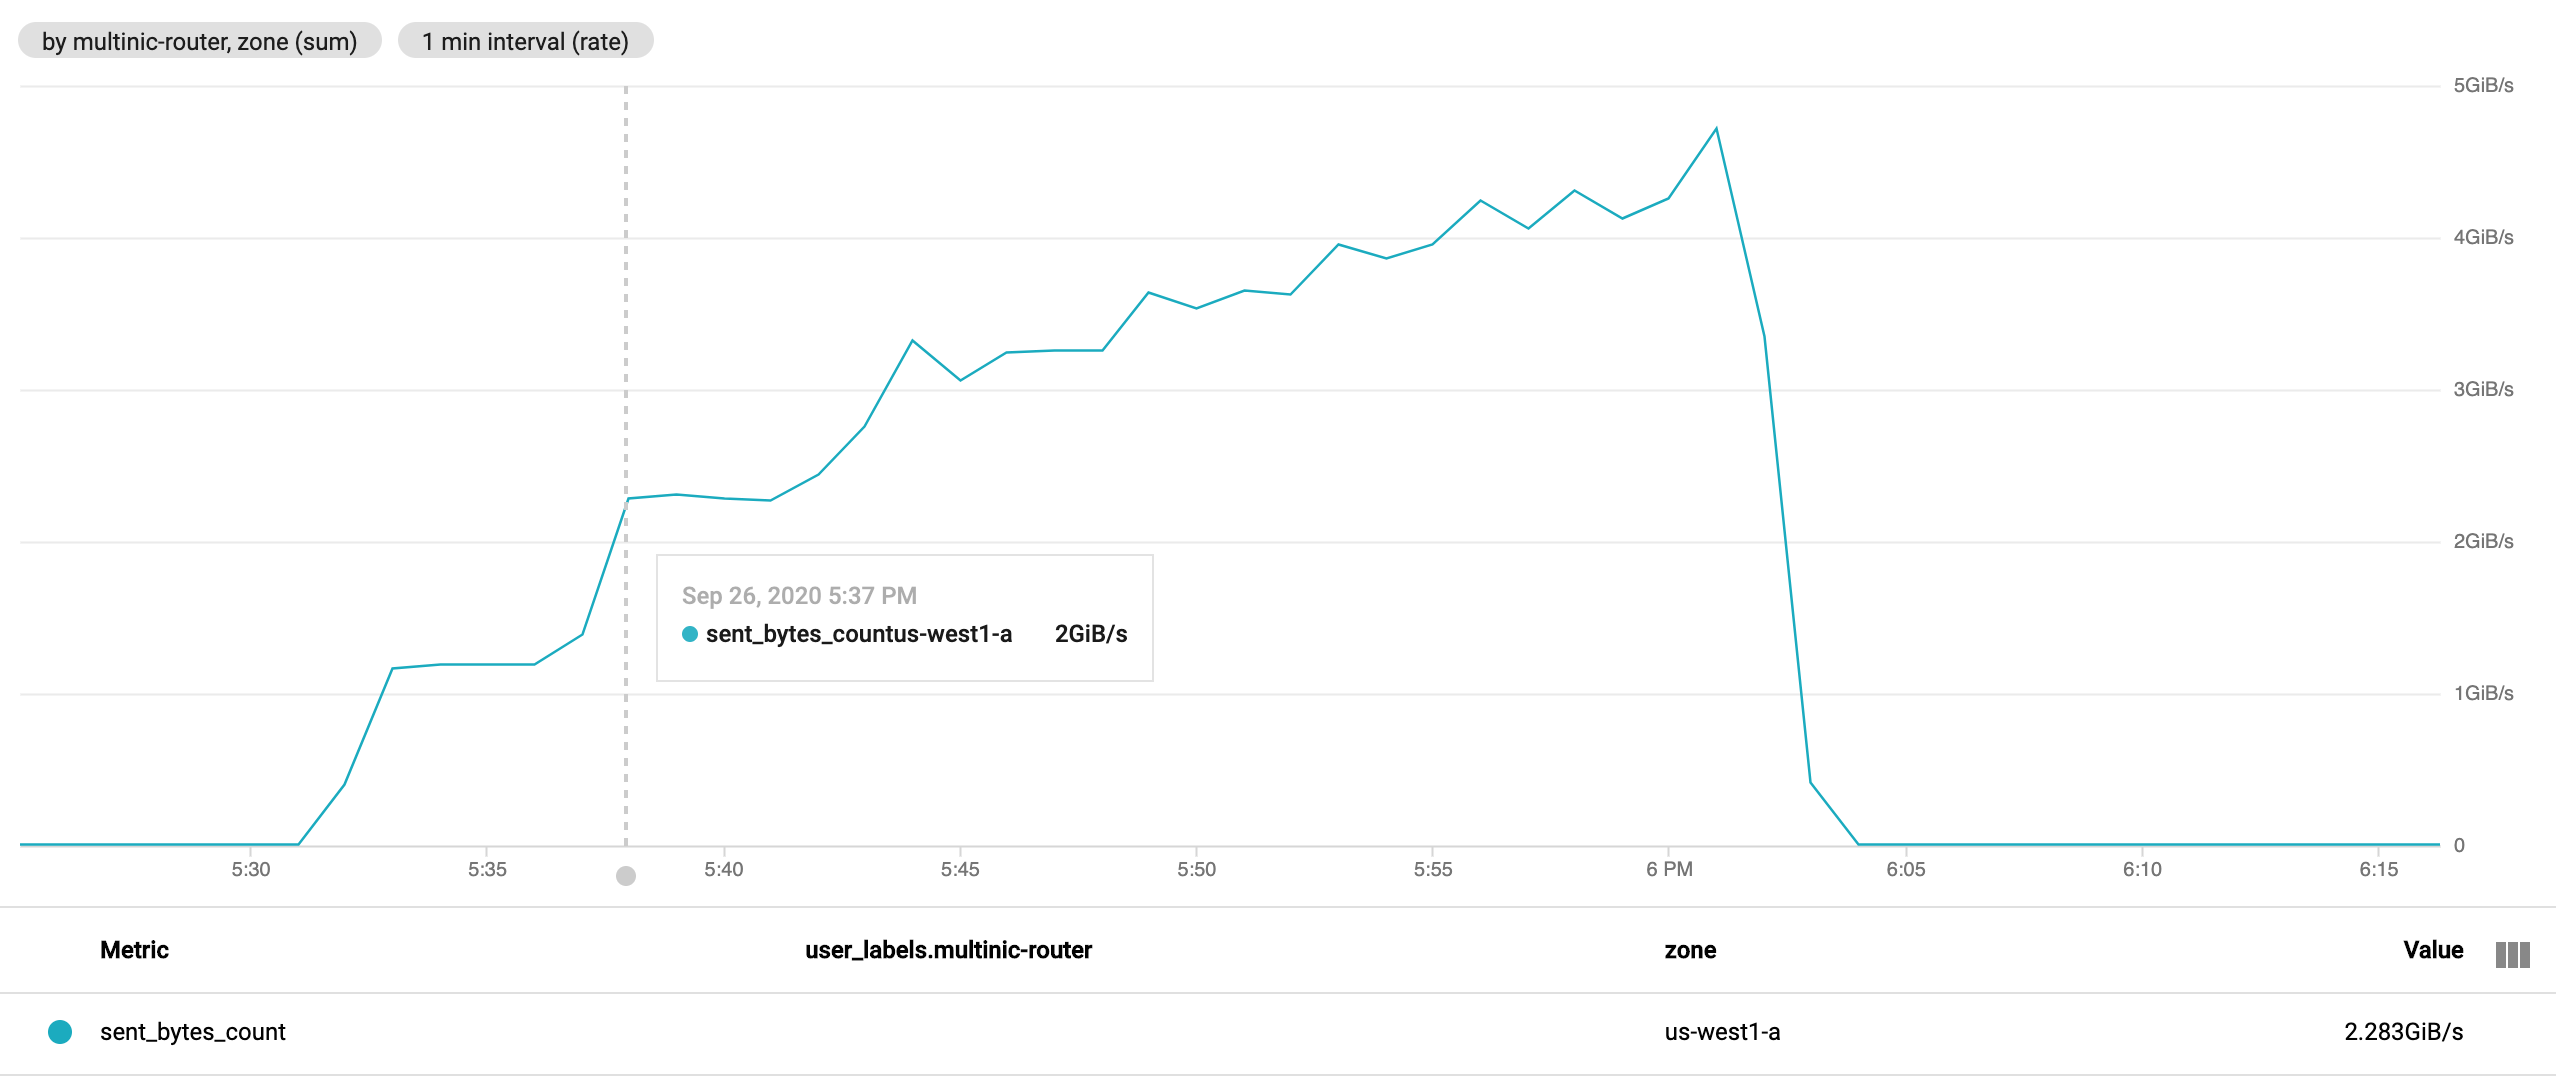 by multinic-router, zone (sum) 1 min interval (rate)
5GiB/s
4GiB/s
3GiB/s
2GiB/s
1GiB/s
0
Sep 26, 2020 5:37 PM
sent_bytes_countus-west1-a 2GiB/s
5:30 5:35 5:40 5:45 5:50 5:55 6 PM 6:05 6:10 6:15
Metric user_labels.multinic-router zone Value
sent_bytes_count us-west1-a 2.283GiB/s